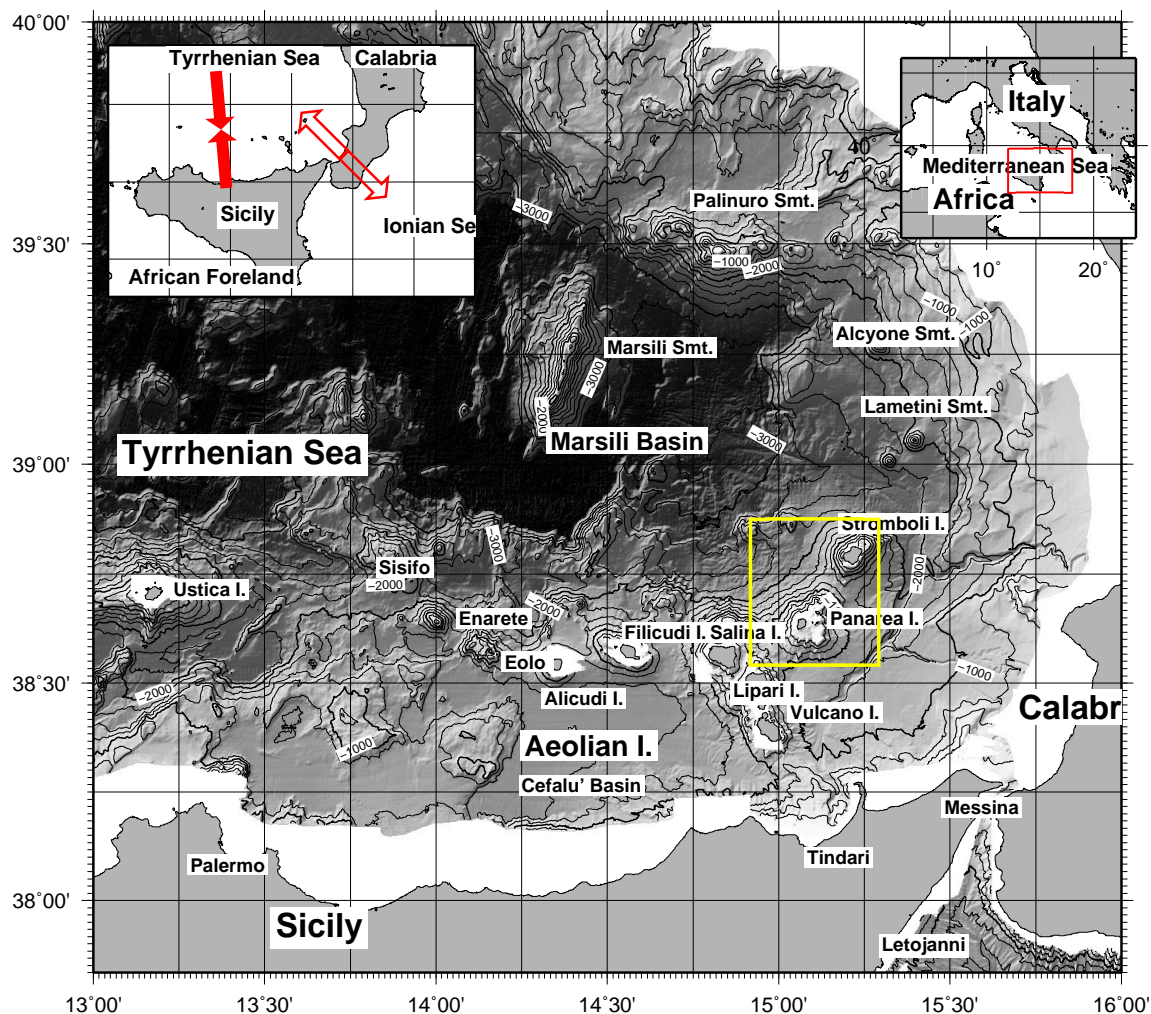 40°00'
39°30'
39°00'
38°30'
38°00'
13°00'
13°30'
14°00'
14°30'
15°00'
15°30'
16°00'
Tyrrhenian Sea
Calabria
Sicily
Ionian Se
African Foreland
Italy
Mediterranean Sea
Africa
40°
10°
20°
Palinuro Smt.
−3000
−1000
−2000
−1000
−1000
Alcyone Smt.
Marsili Smt.
−3000
−2000
Lametini Smt.
Marsili Basin
−3000
Tyrrhenian Sea
Stromboli I.
−3000
Sisifo
−2000
−2000
Ustica I.
−2000
Enarete
Filicudi I.
Salina I.
Panarea I.
−1
Eolo
−1000
−2000
Alicudi I.
Lipari I.
Vulcano I.
Calabr
−1000
Aeolian I.
Cefalu' Basin
Messina
Palermo
Tindari
Sicily
Letojanni